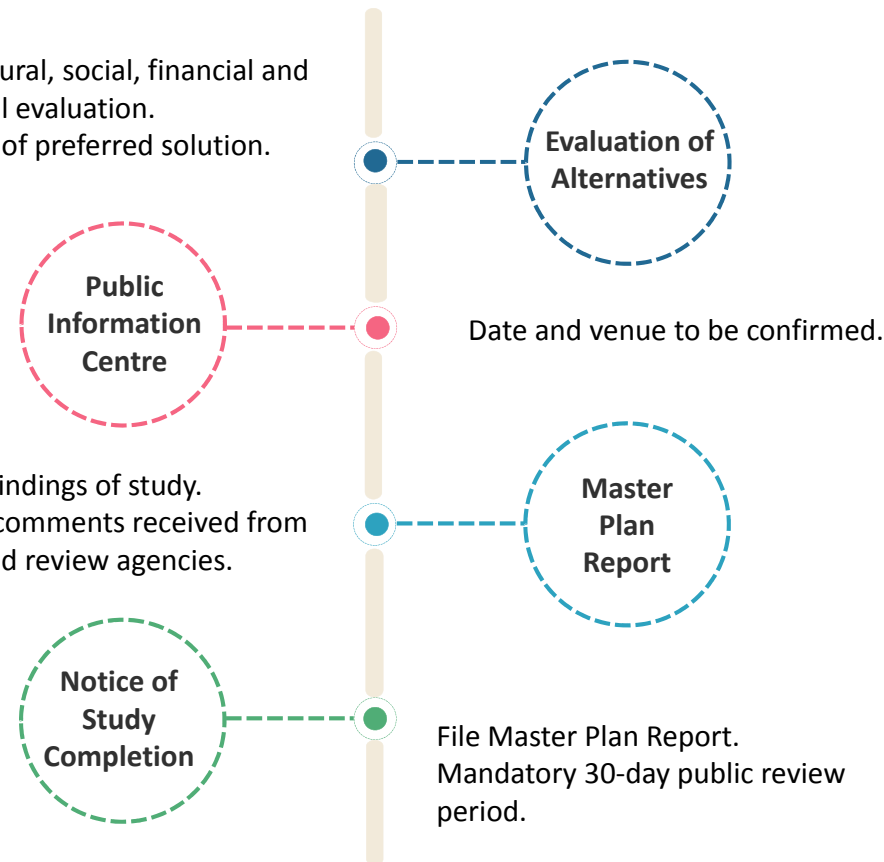 ural, social, financial and
l evaluation.
of preferred solution.
Evaluation of
Alternatives
Public
Information
Centre
Date and venue to be confirmed.
indings of study.
comments received from
d review agencies.
Master
Plan
Report
Notice of
Study
Completion
File Master Plan Report.
Mandatory 30-day public review
period.